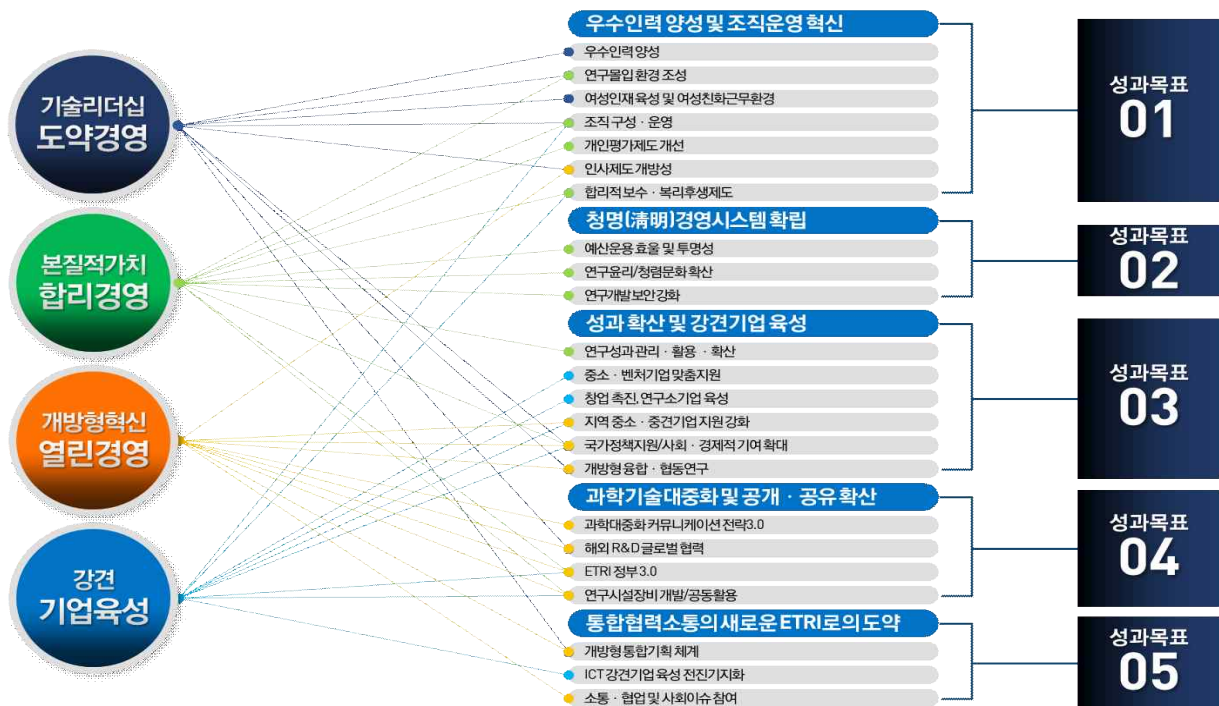 기술리더십
도약경영
본질적가치
합리경영
개방형혁신
열린경영
강견
기업육성
우수인력 양성 및 조직운영 혁신
우수인력 양성
연구몰입 환경 조성
여성인재 육성 및 여성친화근무환경
조직 구성 · 운영
개인평가제도 개선
인사제도 개방성
합리적 보수 · 복리후생제도
청명(淸明)경영시스템 확립
예산운용 효율 및 투명성
연구윤리/청렴문화 확산
연구개발 보안 강화
성과 확산 및 강견기업 육성
연구성과 관리 · 활용 · 확산
중소 · 벤처기업 맞춤지원
창업 촉진. 연구소기업 육성
지역 중소 · 중견기업 지원 강화
국가정책지원/사회 · 경제적 기여 확대
개방형 융합 · 협동연구
과학기술대중화 및 공개 · 공유 확산
과학대중화 커뮤니케이션 전략3.0
해외 R&D 글로벌 협력
ETRI 정부 3.0
연구시설장비 개발/공동활용
통합협력소통의 새로운 ETRI로의 도약
개방형 통합기획 체계
ICT 강견기업 육성 전진기지화
소통 · 협업 및 사회이슈 참여
성과목표
01
성과목표
02
성과목표
03
성과목표
04
성과목표
05